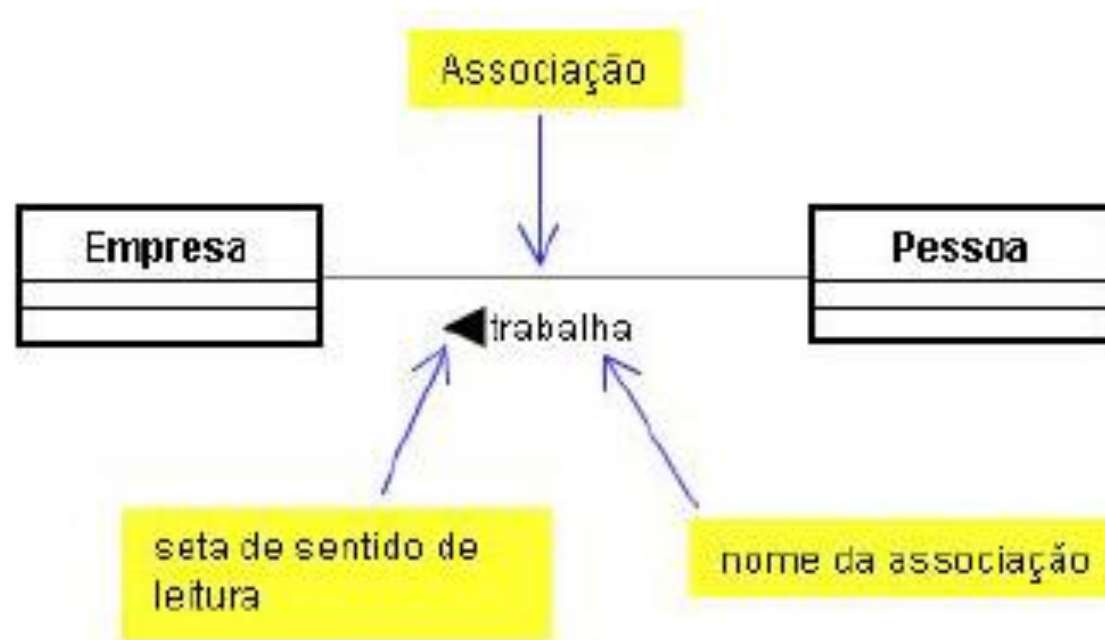 Associação
Empresa
Pessoa
trabalha
seta de sentido de
leitura
nome da associação